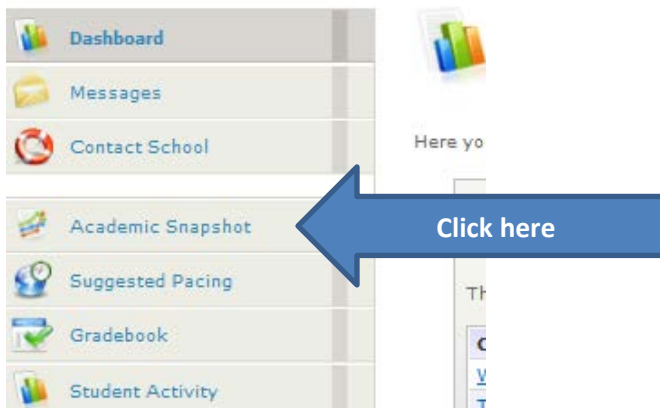 Dashboard
Messages
Contact School
Here yo
Academic Snapshot
Click here
Suggested Pacing
Th
Gradebook
Student Activity